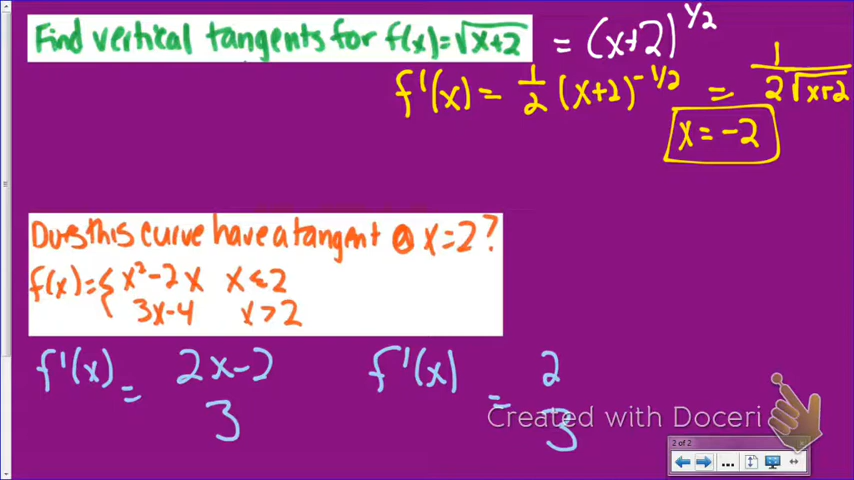 Find vertical tangents for f(x)=√x+2 = (x+2)^1/2
f'(x) = 1/2 (x+2)^-1/2 = 1/2√x+2
x = -2
Does this curve have a tangent @ x=2?
f(x)={ x²-2x x≤2
3x-4 x>2
f'(x) = 2x-2 f'(x) = 2
3 3
Created with Doceri
2 of 2